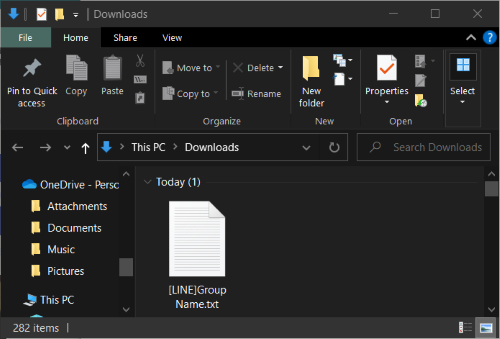 Downloads
File Home Share View
Pin to Quick access
Copy
Paste
Move to
Copy to
Delete
Rename
New folder
Properties
Select
Clipboard Organize New Open
This PC > Downloads
Search Downloads
OneDrive - Perso
Attachments
Documents
Music
Pictures
This PC
Today (1)
[LINE]Group
Name.txt
282 items